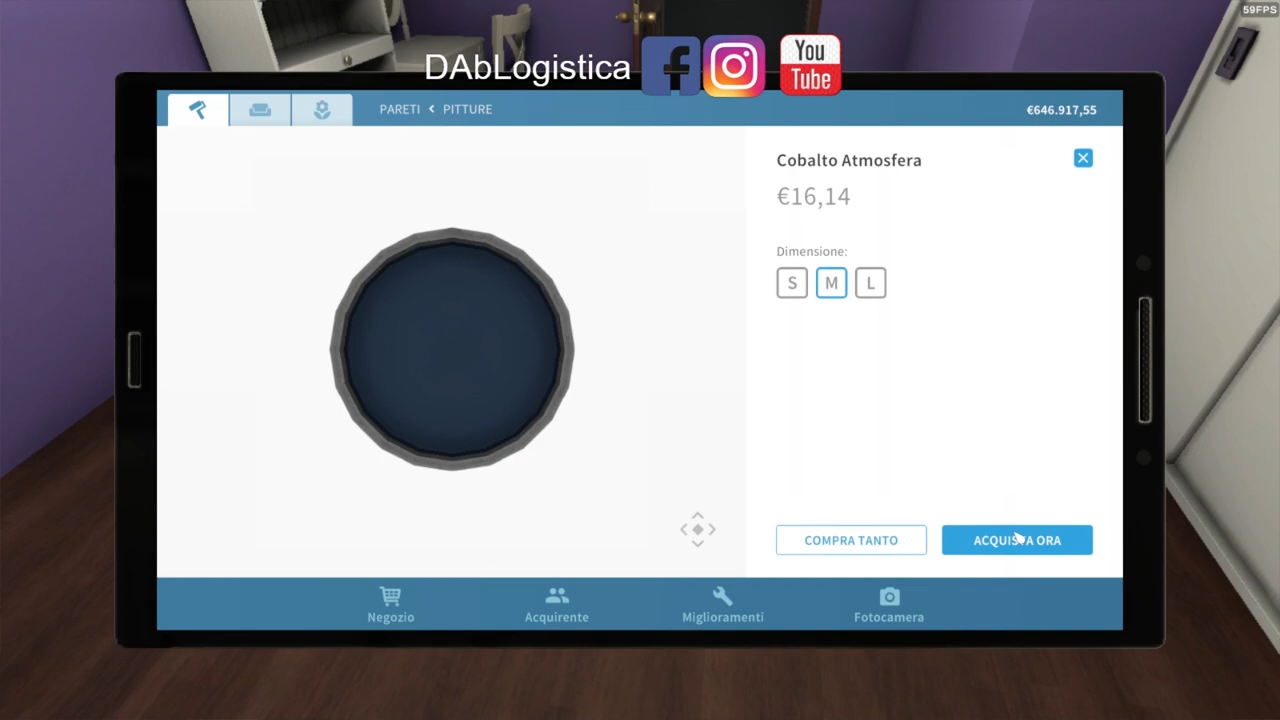 59FPS
DAbLogistica
You
Tube
PARETI < PITTURE
€646.917,55
Cobalto Atmosfera
€16,14
Dimensione:
S M L
COMPRA TANTO
ACQUISTA ORA
Negozio
Acquirente
Miglioramenti
Fotocamera